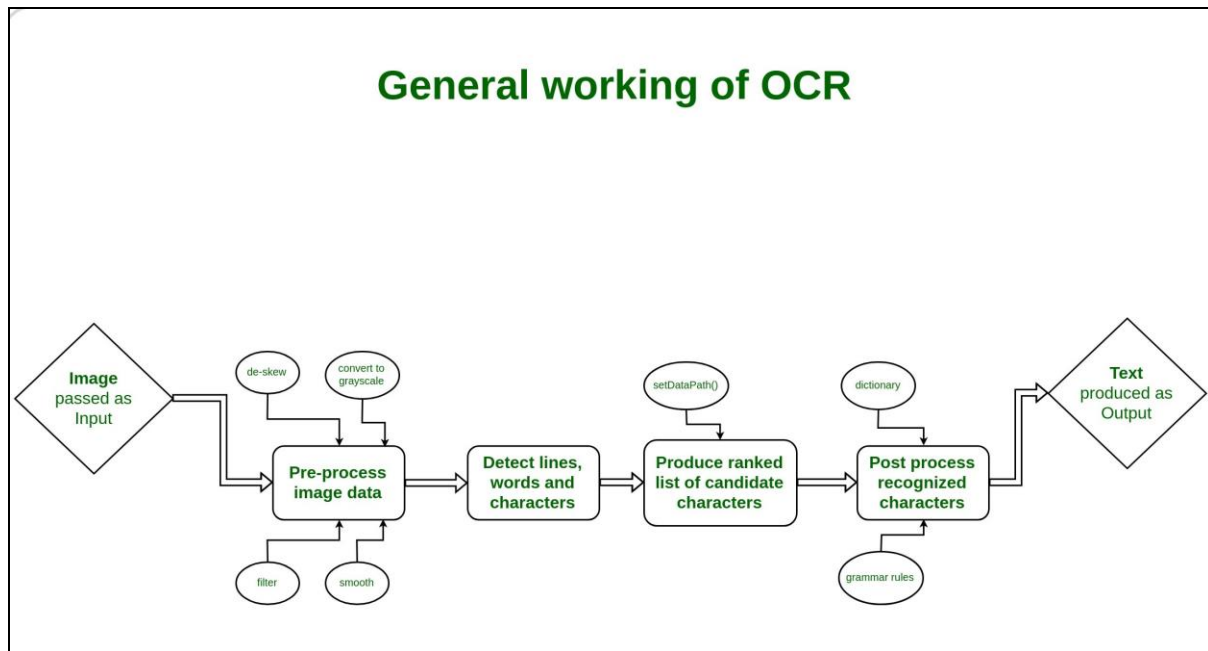 General working of OCR
Image
passed as
Input
de-skew
convert to
grayscale
Pre-process
image data
filter
smooth
Detect lines,
words and
characters
setDataPath()
Produce ranked
list of candidate
characters
dictionary
Post process
recognized
characters
grammar rules
Text
produced as
Output